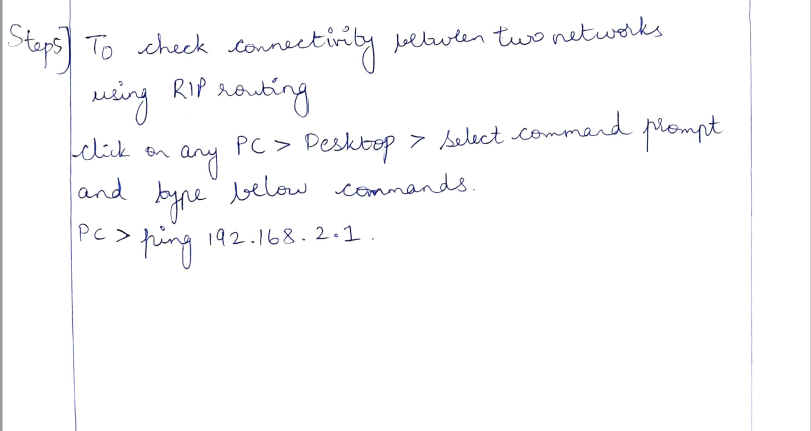 Step5] To check connectivity between two networks
using RIP routing
click on any PC > Desktop > select command prompt
and type below commands.
PC > ping 192.168.2.1.